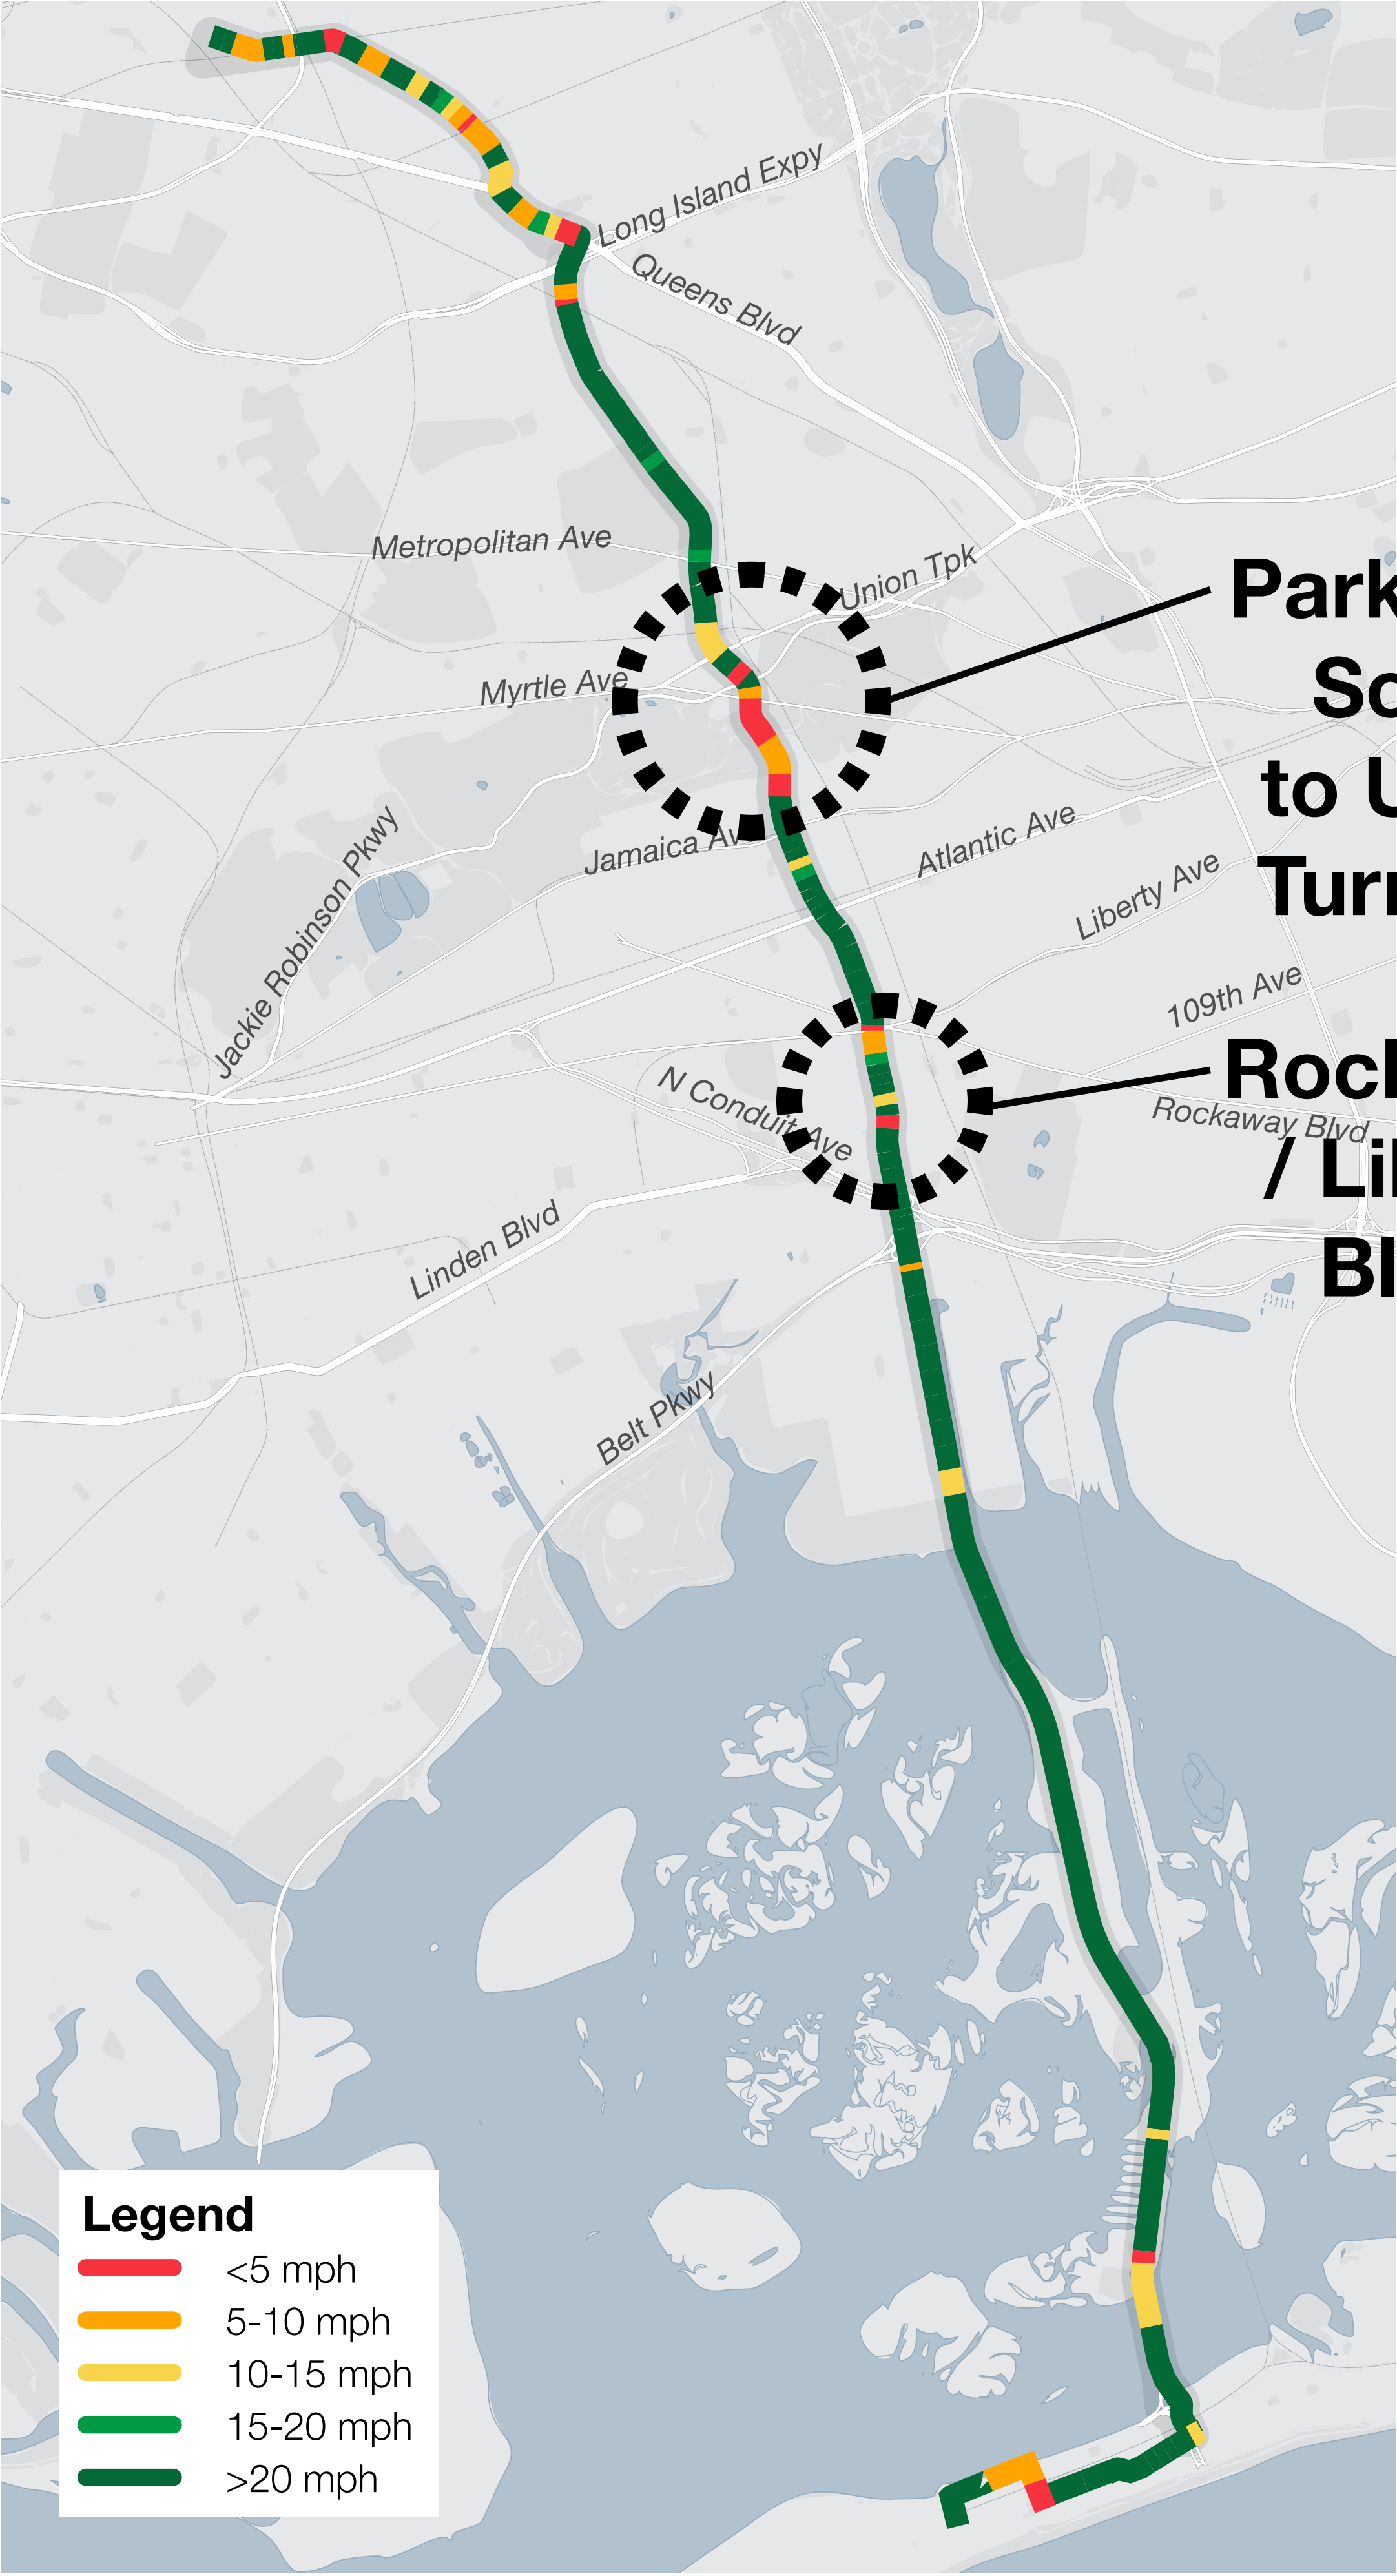 Long Island Expy
Queens Blvd
Metropolitan Ave
Union Tpk
Park
So
to U
Turn
Myrtle Ave
Jamaica Av
Atlantic Ave
Jackie Robinson Pkwy
Liberty Ave
109th Ave
Rock
/ Lib
Bl
N Conduit Ave
Rockaway Blvd
Linden Blvd
Belt Pkwy
Legend
<5 mph
5-10 mph
10-15 mph
15-20 mph
>20 mph